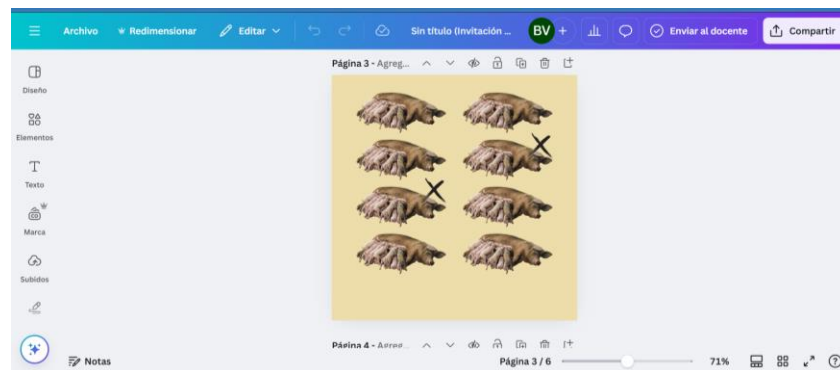 Archivo
Redimensionar
Editar
Sin título (Invitación ...
BV
+
Enviar al docente
Compartir
Página 3 - Agreg...
Diseño
Elementos
Texto
Marca
Subidos
Página 4 - Agreg...
Notas
Página 3 / 6
71%